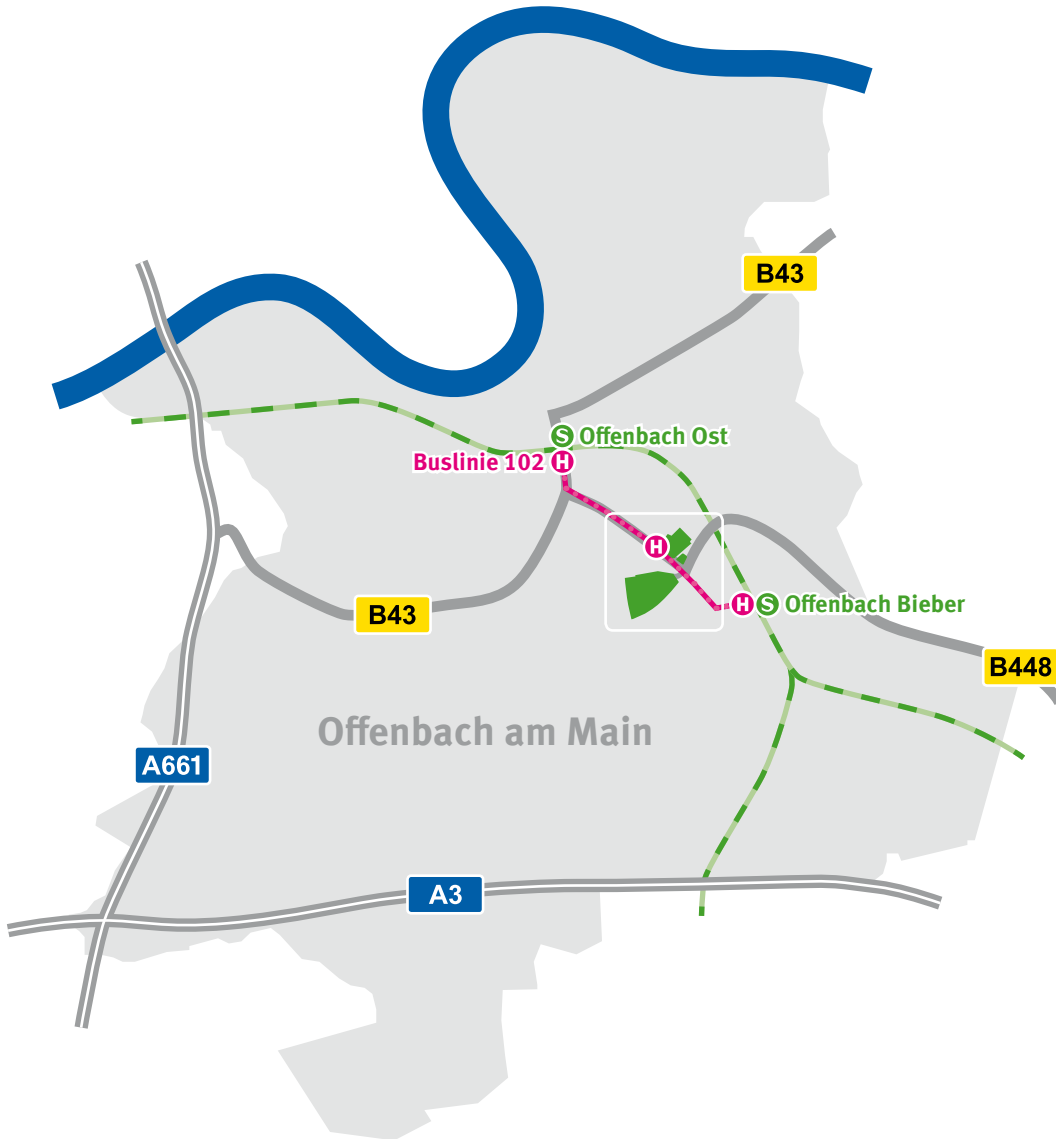 B43
S Offenbach Ost
Buslinie 102 H
H
H S Offenbach Bieber
B43
B448
Offenbach am Main
A661
A3